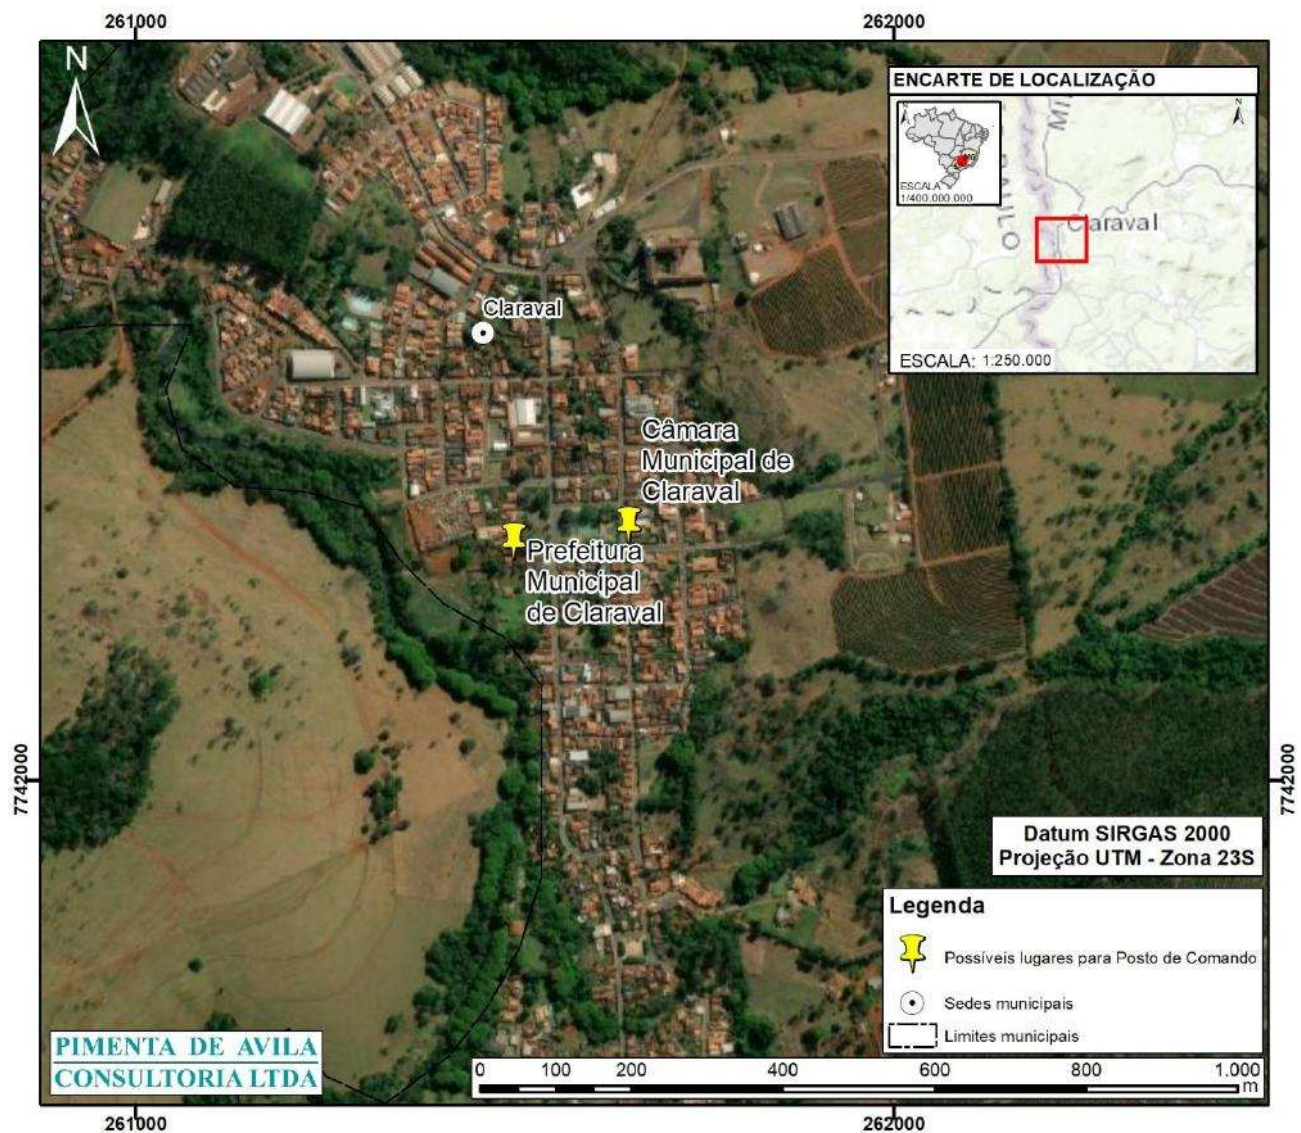 261000
262000
N
ENCARTE DE LOCALIZAÇÃO
N
N
MG
ESCALA
1/400.000.000
MI
PAULO
Claraval
ESCALA: 1:250.000
Claraval
Câmara
Municipal de
Claraval
Prefeitura
Municipal
de Claraval
7742000
7742000
Datum SIRGAS 2000
Projeção UTM - Zona 23S
Legenda
Possíveis lugares para Posto de Comando
Sedes municipais
Limites municipais
PIMENTA DE AVILA
CONSULTORIA LTDA
0 100 200 400 600 800 1.000
m
261000
262000